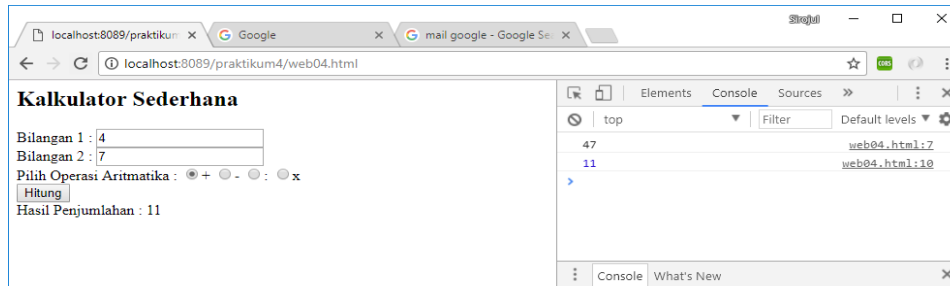 Sirojul
localhost:8089/praktikum
Google
mail google - Google Se
localhost:8089/praktikum4/web04.html
CORS
Kalkulator Sederhana
Bilangan 1 : 4
Bilangan 2 : 7
Pilih Operasi Aritmatika : + - : x
Hitung
Hasil Penjumlahan : 11
Elements Console Sources »
top Filter Default levels
47 web04.html:7
11 web04.html:10
>
Console What's New